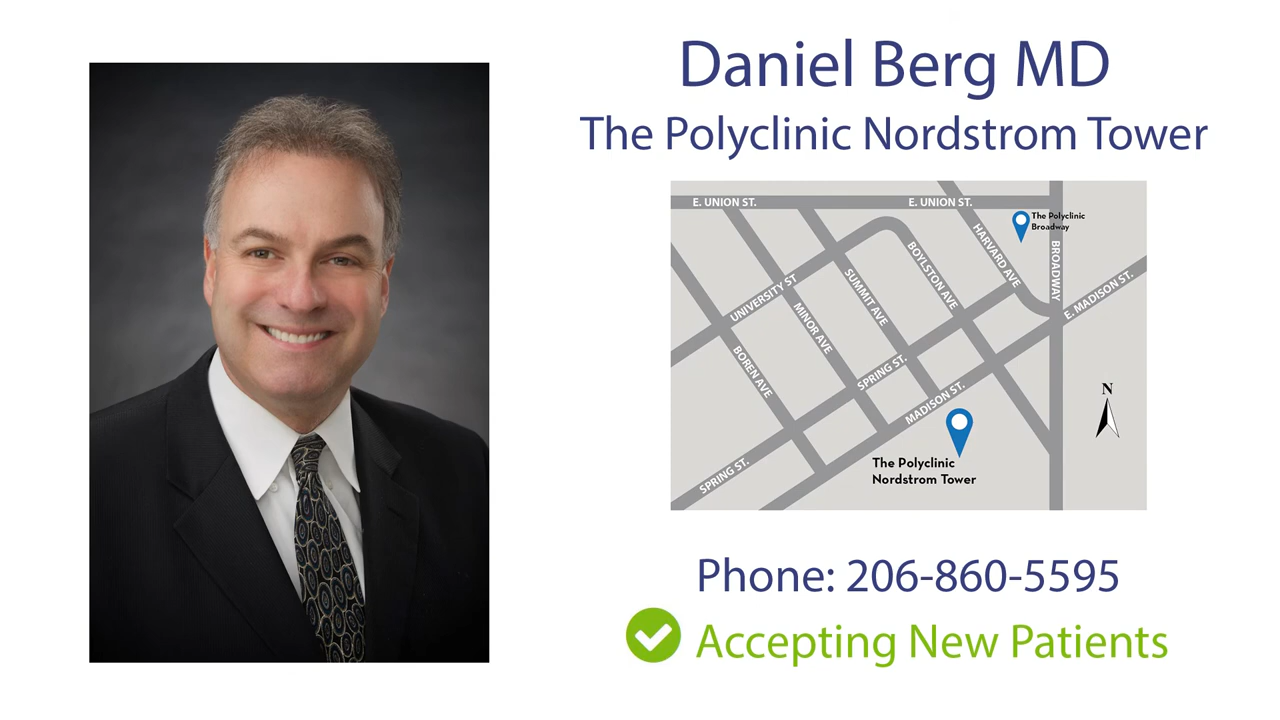 Daniel Berg MD
The Polyclinic Nordstrom Tower
E. UNION ST.
E. UNION ST.
The Polyclinic
Broadway
HARVARD AVE
BROADWAY
BOYLSTON AVE
SUMMIT AVE
UNIVERSITY ST
MINOR AVE
E. MADISON ST.
BOREN AVE
SPRING ST.
MADISON ST.
N
The Polyclinic
Nordstrom Tower
SPRING ST.
Phone: 206-860-5595
Accepting New Patients